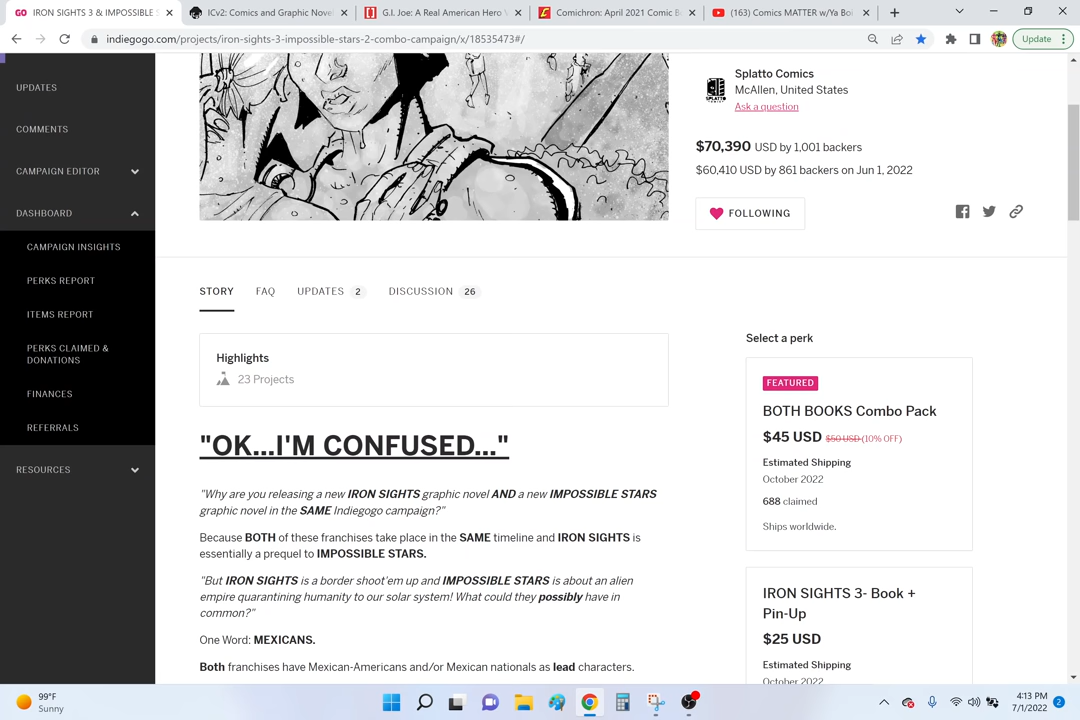 IRON SIGHTS 3 & IMPOSSIBLE S
ICv2: Comics and Graphic Nove
G.I. Joe: A Real American Hero V
Comichron: April 2021 Comic B
(163) Comics MATTER w/Ya Boi
indiegogo.com/projects/iron-sights-3-impossible-stars-2-combo-campaign/x/18535473#/
Update
UPDATES
COMMENTS
CAMPAIGN EDITOR
DASHBOARD
CAMPAIGN INSIGHTS
PERKS REPORT
ITEMS REPORT
PERKS CLAIMED &
DONATIONS
FINANCES
REFERRALS
RESOURCES
SPLATTO
Splatto Comics
McAllen, United States
Ask a question
$70,390 USD by 1,001 backers
$60,410 USD by 861 backers on Jun 1, 2022
FOLLOWING
STORY FAQ UPDATES 2 DISCUSSION 26
Highlights
23 Projects
"OK...I'M CONFUSED..."
"Why are you releasing a new IRON SIGHTS graphic novel AND a new IMPOSSIBLE STARS
graphic novel in the SAME Indiegogo campaign?"
Because BOTH of these franchises take place in the SAME timeline and IRON SIGHTS is
essentially a prequel to IMPOSSIBLE STARS.
"But IRON SIGHTS is a border shoot'em up and IMPOSSIBLE STARS is about an alien
empire quarantining humanity to our solar system! What could they possibly have in
common?"
One Word: MEXICANS.
Both franchises have Mexican-Americans and/or Mexican nationals as lead characters.
Select a perk
FEATURED
BOTH BOOKS Combo Pack
$45 USD $50 USD (10% OFF)
Estimated Shipping
October 2022
688 claimed
Ships worldwide.
IRON SIGHTS 3- Book +
Pin-Up
$25 USD
Estimated Shipping
October 2022
99°F
Sunny
4:13 PM
7/1/2022
2